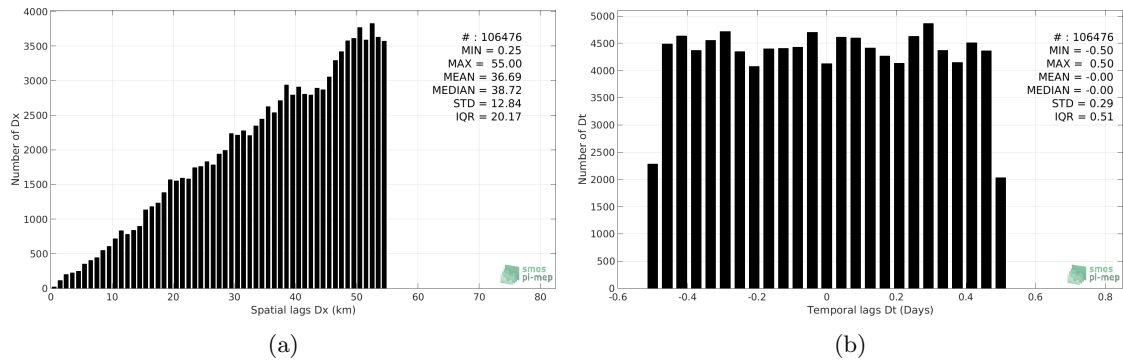 4000
3500
3000
2500
2000
1500
1000
500
0
Number of Dx
0 10 20 30 40 50 60 70 80
Spatial lags Dx (km)
# : 106476
MIN = 0.25
MAX = 55.00
MEAN = 36.69
MEDIAN = 38.72
STD = 12.84
IQR = 20.17
smos
pi-mep
(a)
5000
4500
4000
3500
3000
2500
2000
1500
1000
500
0
Number of Dt
-0.6 -0.4 -0.2 0 0.2 0.4 0.6 0.8
Temporal lags Dt (Days)
# : 106476
MIN = -0.50
MAX = 0.50
MEAN = -0.00
MEDIAN = -0.00
STD = 0.29
IQR = 0.51
smos
pi-mep
(b)